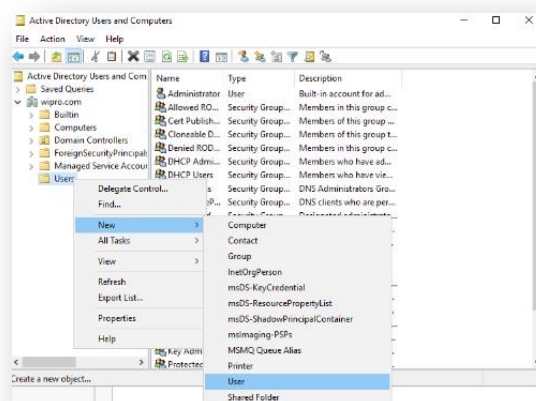 Active Directory Users and Computers
File Action View Help
Active Directory Users and Com
Saved Queries
wipro.com
Builtin
Computers
Domain Controllers
ForeignSecurityPrincipals
Managed Service Accour
Users
Name Type Description
Administrator User Built-in account for ad...
Allowed RO... Security Group... Members in this group c...
Cert Publish... Security Group... Members of this group ...
Cloneable D... Security Group... Members of this group t...
Denied ROD... Security Group... Members in this group c...
DHCP Admi... Security Group... Members who have ad...
DHCP Users Security Group... Members who have vie...
s Security Group... DNS Administrators Gro...
P... Security Group... DNS clients who are per...
Delegate Control...
Find...
New
All Tasks
View
Refresh
Export List...
Properties
Help
Computer
Contact
Group
InetOrgPerson
msDS-KeyCredential
msDS-ResourcePropertyList
msDS-ShadowPrincipalContainer
msImaging-PSPs
MSMQ Queue Alias
Printer
User
Shared Folder
Key Adm
Protected
Create a new object...